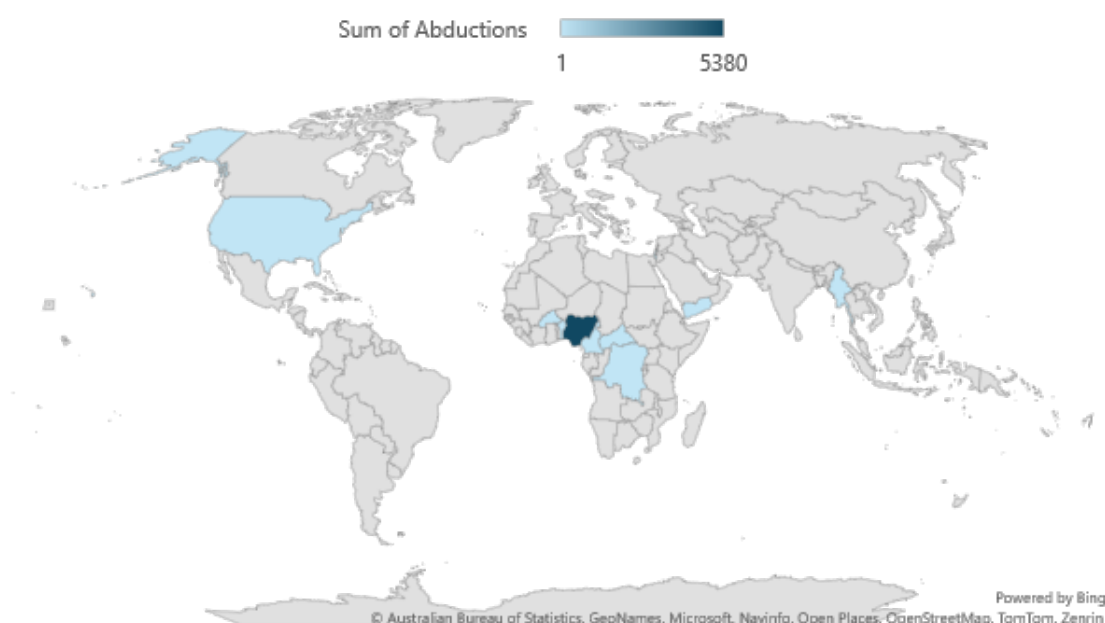 Sum of Abductions
1 5380
Powered by Bing
© Australian Bureau of Statistics, GeoNames, Microsoft, Navinfo, Open Places, OpenStreetMap, TomTom, Zenrin